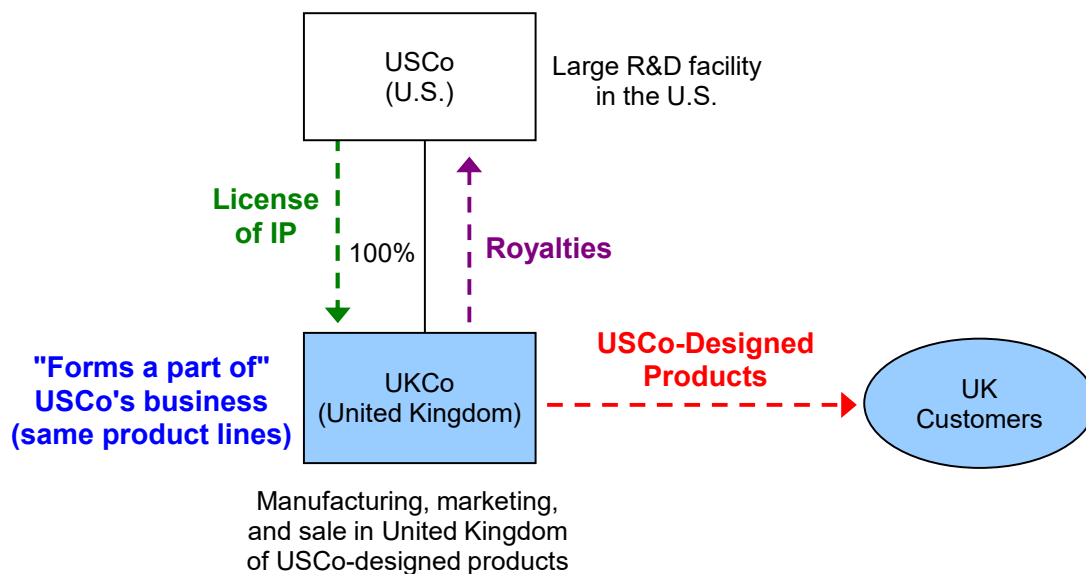 USCo
(U.S.)
Large R&D facility
in the U.S.
License
of IP
100%
Royalties
"Forms a part of"
USCo's business
(same product lines)
UKCo
(United Kingdom)
USCo-Designed
Products
UK
Customers
Manufacturing, marketing,
and sale in United Kingdom
of USCo-designed products